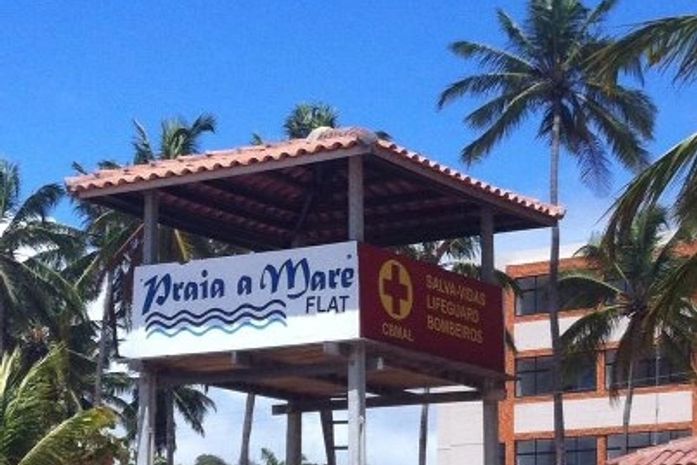 Praia a Mare
FLAT
SALVA-VIDAS
LIFEGUARD
BOMBEIROS
CBMAL